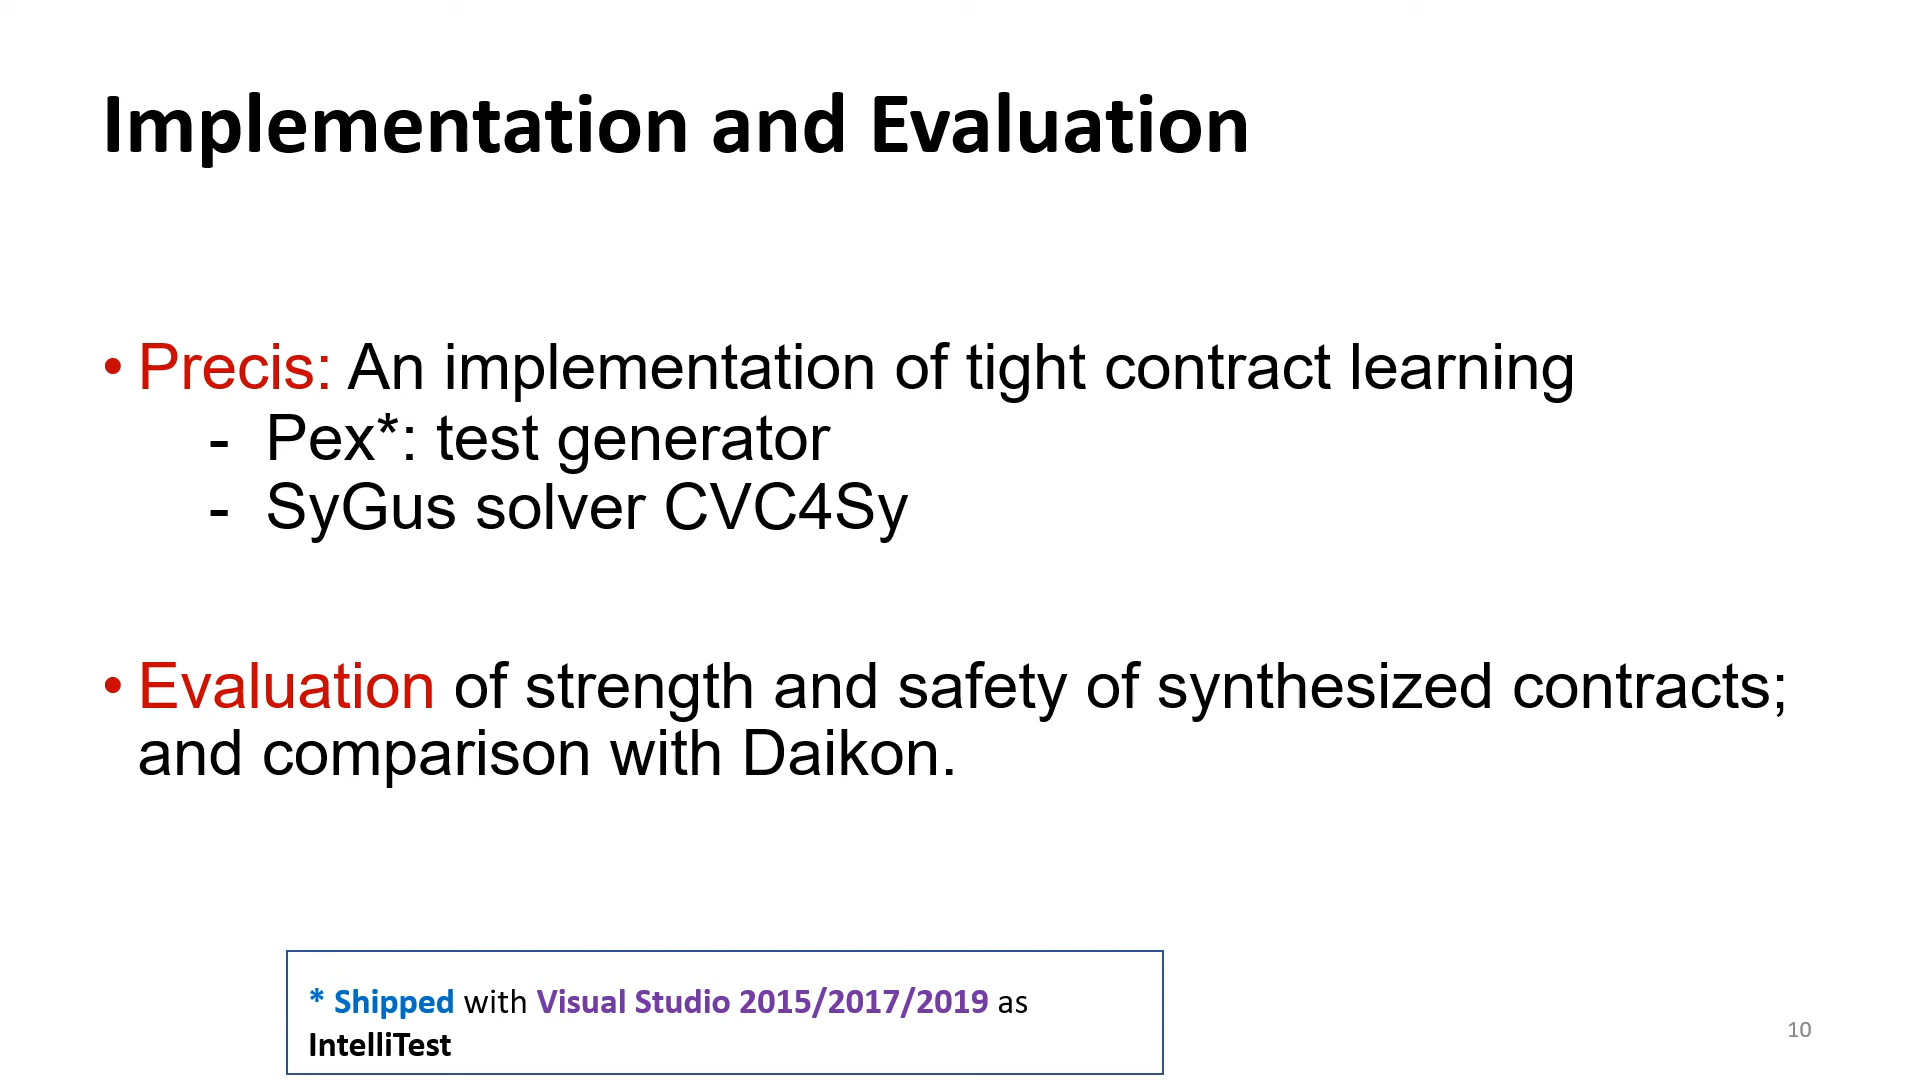 Implementation and Evaluation
• Precis: An implementation of tight contract learning
- Pex*: test generator
- SyGus solver CVC4Sy
• Evaluation of strength and safety of synthesized contracts;
and comparison with Daikon.
* Shipped with Visual Studio 2015/2017/2019 as
IntelliTest
10